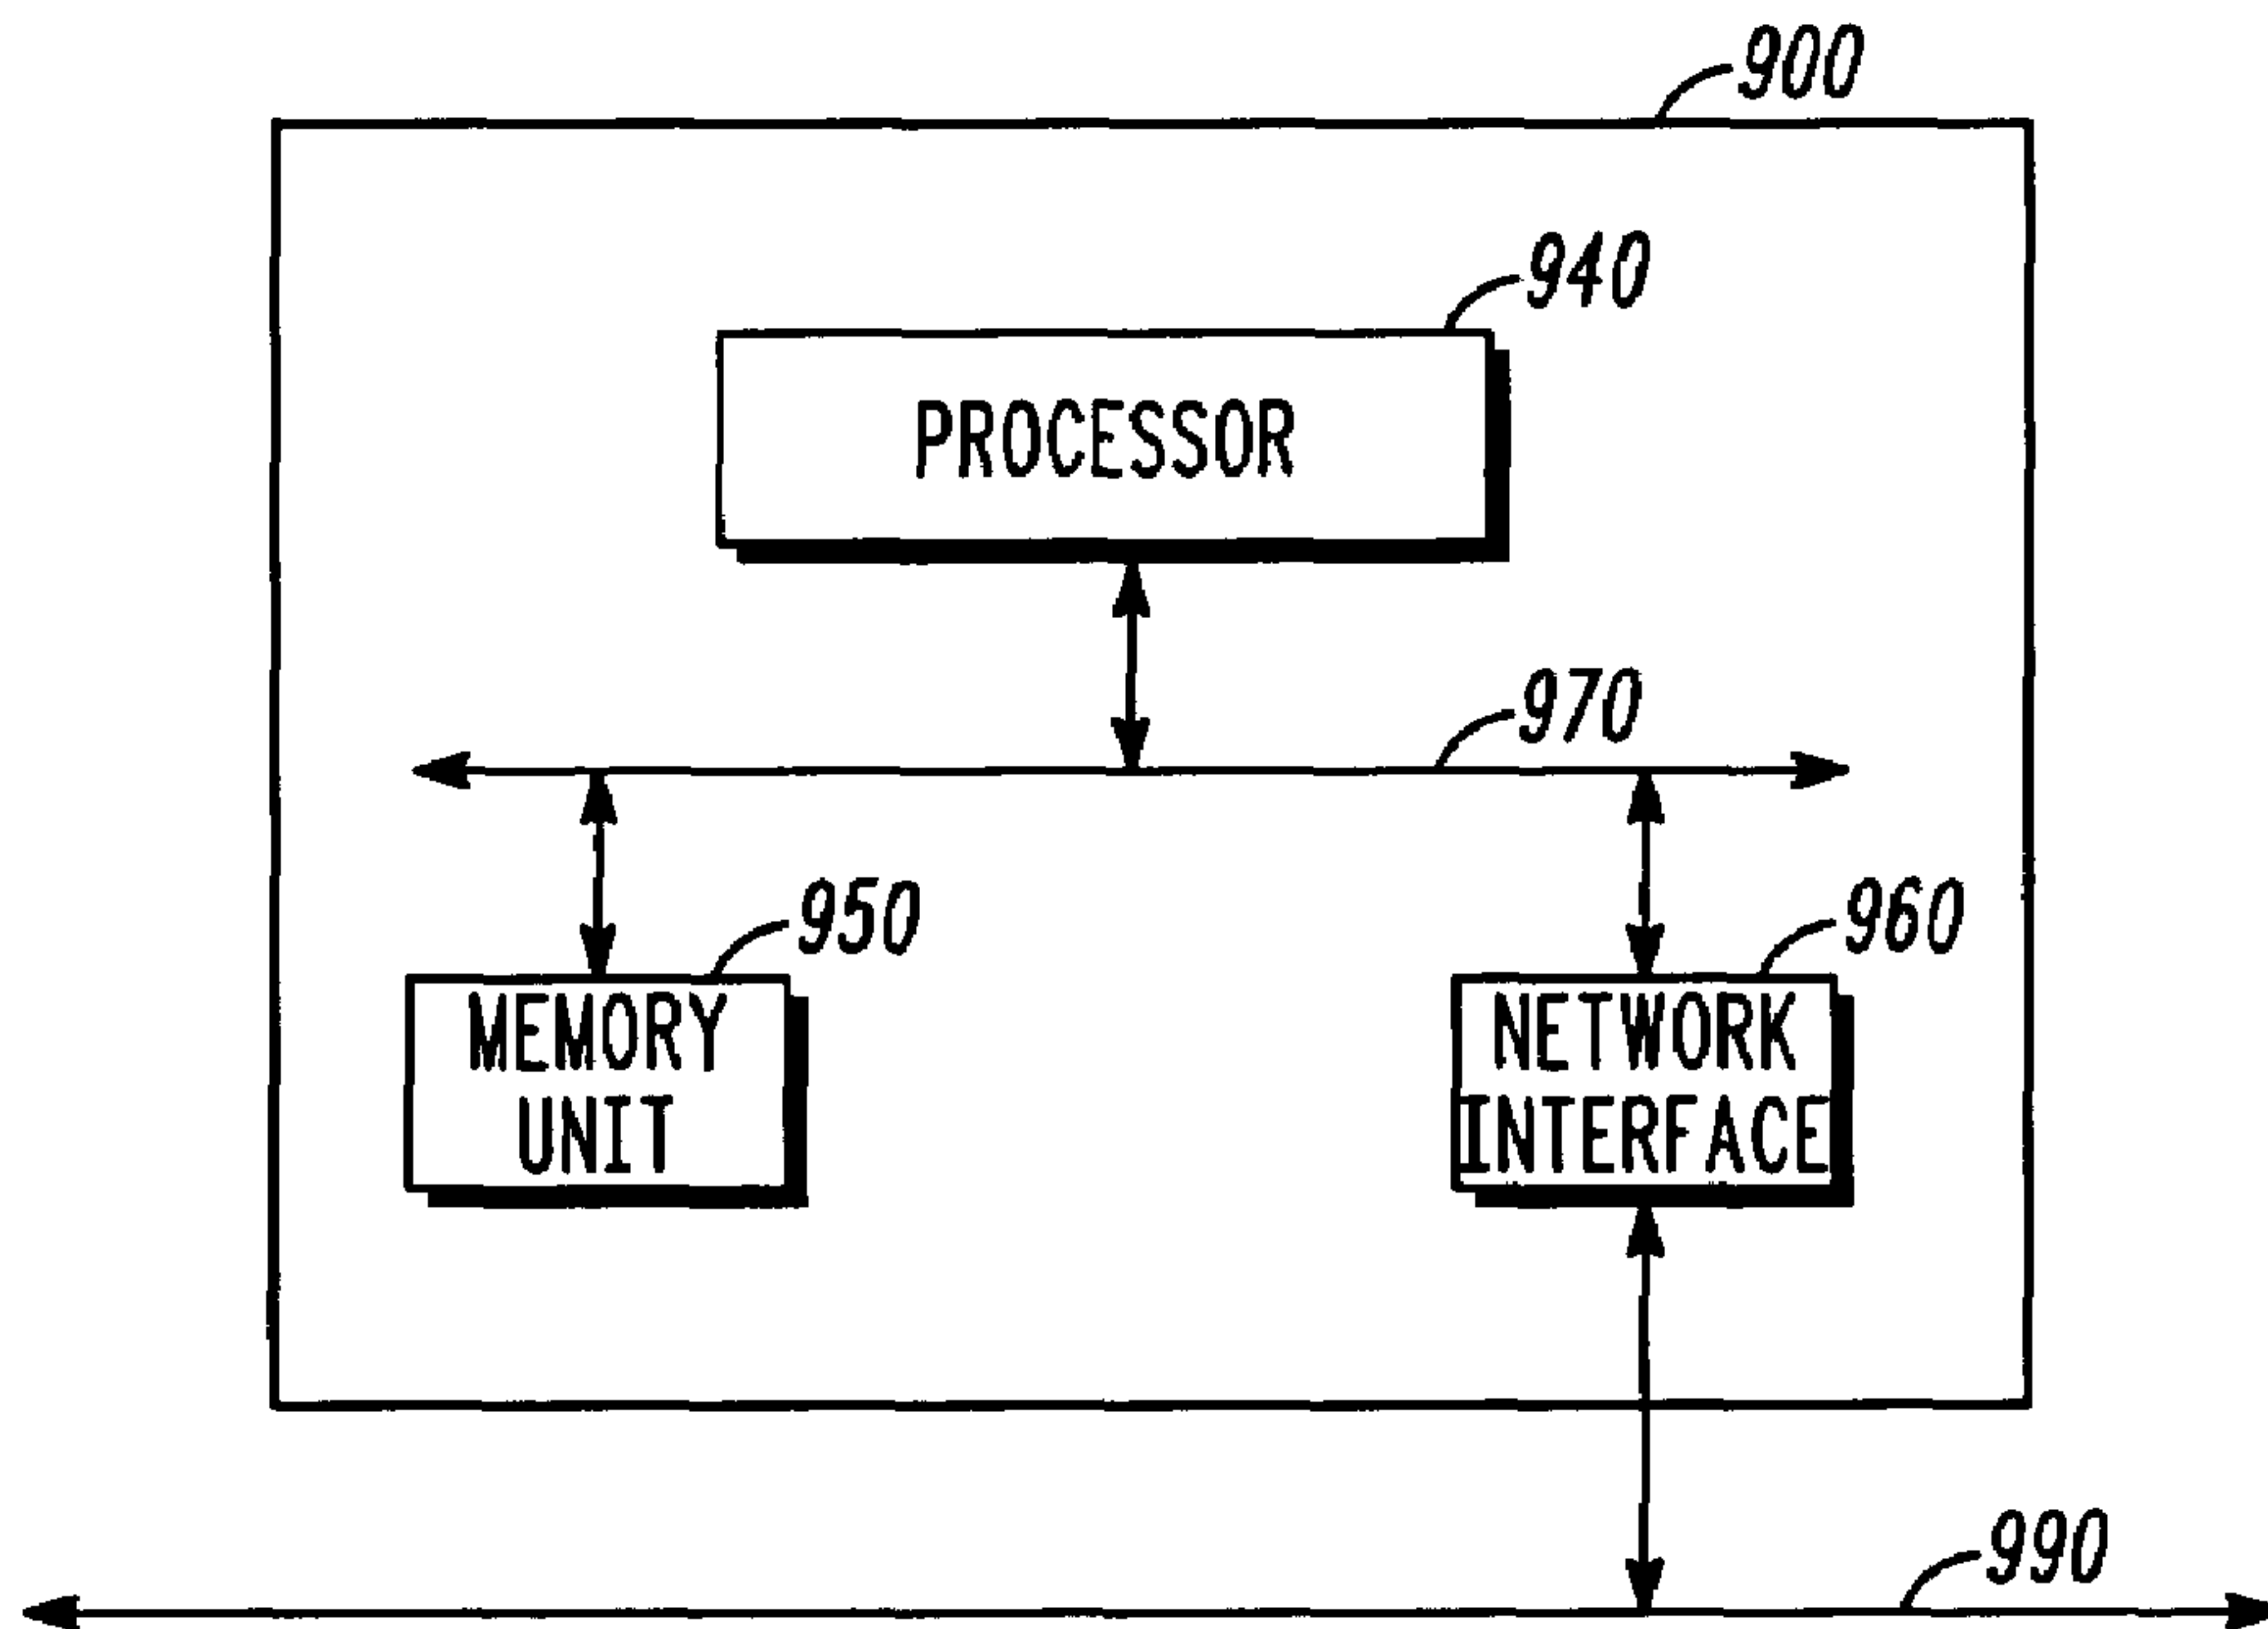 900
940
PROCESSOR
970
950
960
MEMORY
UNIT
NETWORK
INTERFACE
990